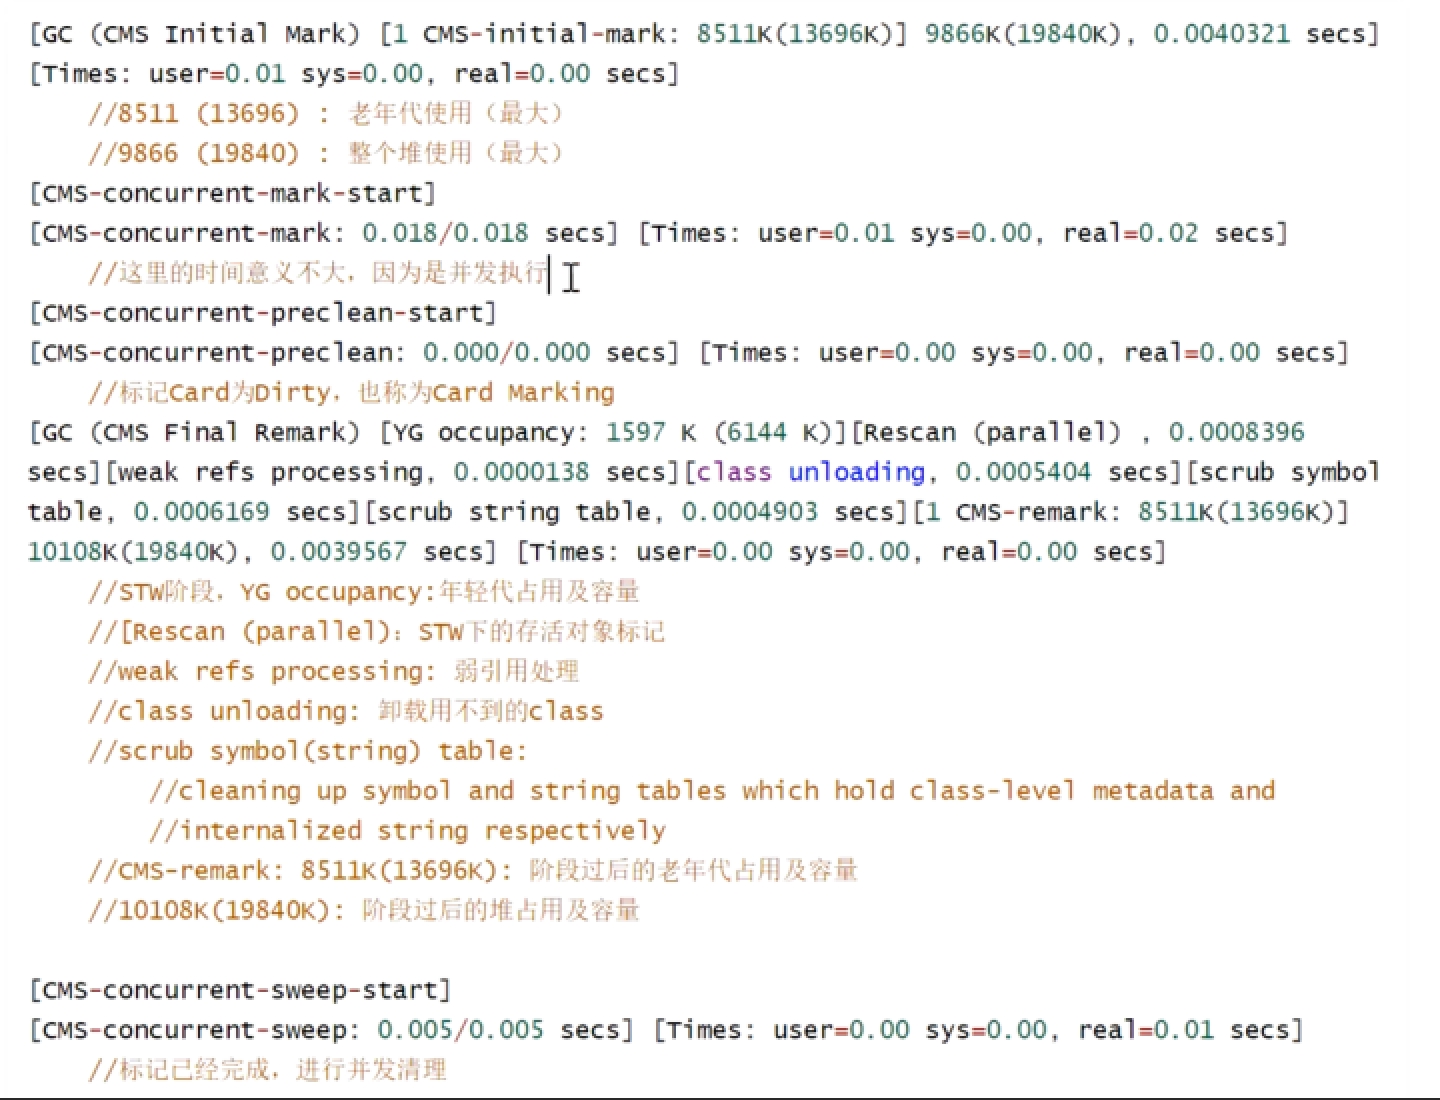 [GC (CMS Initial Mark) [1 CMS-initial-mark: 8511K(13696K)] 9866K(19840K), 0.0040321 secs]
[Times: user=0.01 sys=0.00, real=0.00 secs]
//8511 (13696) : 老年代使用（最大）
//9866 (19840) : 整个堆使用（最大）
[CMS-concurrent-mark-start]
[CMS-concurrent-mark: 0.018/0.018 secs] [Times: user=0.01 sys=0.00, real=0.02 secs]
//这里的时间意义不大，因为是并发执行
[CMS-concurrent-preclean-start]
[CMS-concurrent-preclean: 0.000/0.000 secs] [Times: user=0.00 sys=0.00, real=0.00 secs]
//标记Card为Dirty，也称为Card Marking
[GC (CMS Final Remark) [YG occupancy: 1597 K (6144 K)][Rescan (parallel) , 0.0008396
secs][weak refs processing, 0.0000138 secs][class unloading, 0.0005404 secs][scrub symbol
table, 0.0006169 secs][scrub string table, 0.0004903 secs][1 CMS-remark: 8511K(13696K)]
10108K(19840K), 0.0039567 secs] [Times: user=0.00 sys=0.00, real=0.00 secs]
//STW阶段，YG occupancy:年轻代占用及容量
//[Rescan (parallel)：STW下的存活对象标记
//weak refs processing: 弱引用处理
//class unloading: 卸载用不到的class
//scrub symbol(string) table:
//cleaning up symbol and string tables which hold class-level metadata and
//internalized string respectively
//CMS-remark: 8511K(13696K): 阶段过后的老年代占用及容量
//10108K(19840K): 阶段过后的堆占用及容量
[CMS-concurrent-sweep-start]
[CMS-concurrent-sweep: 0.005/0.005 secs] [Times: user=0.00 sys=0.00, real=0.01 secs]
//标记已经完成，进行并发清理